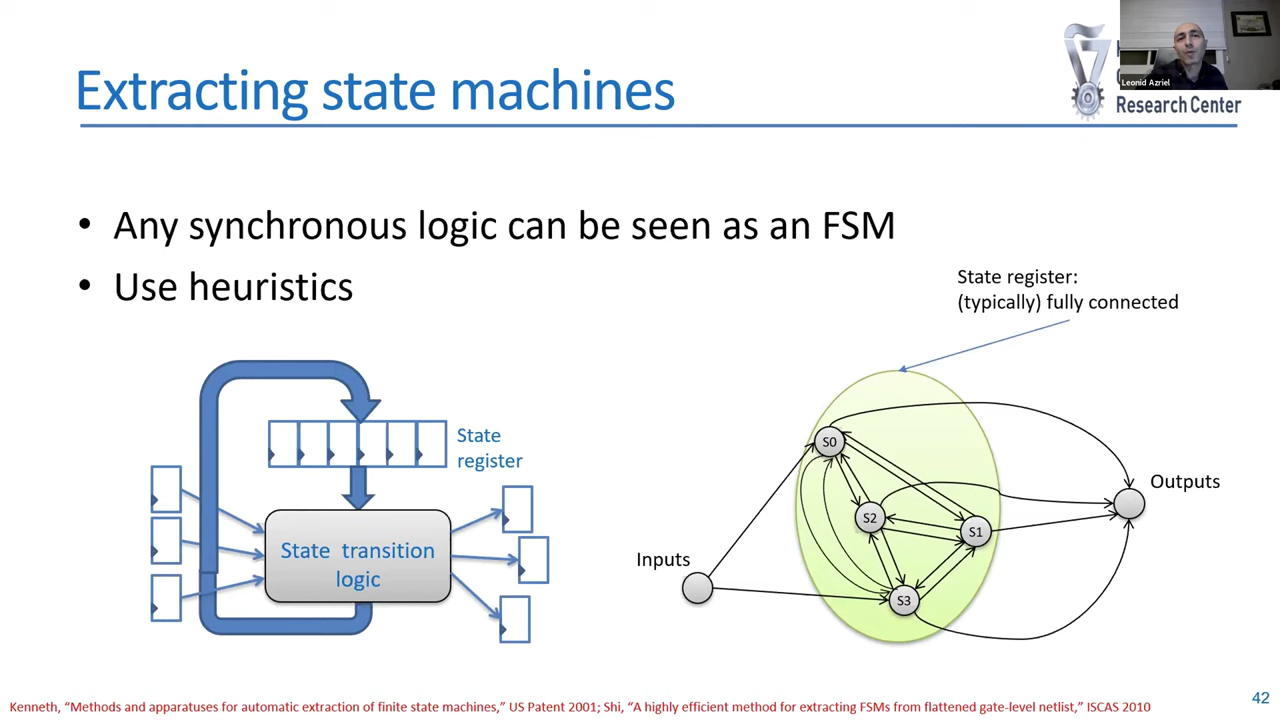 Extracting state machines
Leonid Azriel
Research Center
• Any synchronous logic can be seen as an FSM
• Use heuristics
State register:
(typically) fully connected
State
register
State transition
logic
Inputs
S0
S2
S1
S3
Outputs
Kenneth, “Methods and apparatuses for automatic extraction of finite state machines,” US Patent 2001; Shi, “A highly efficient method for extracting FSMs from flattened gate-level netlist,” ISCAS 2010
42